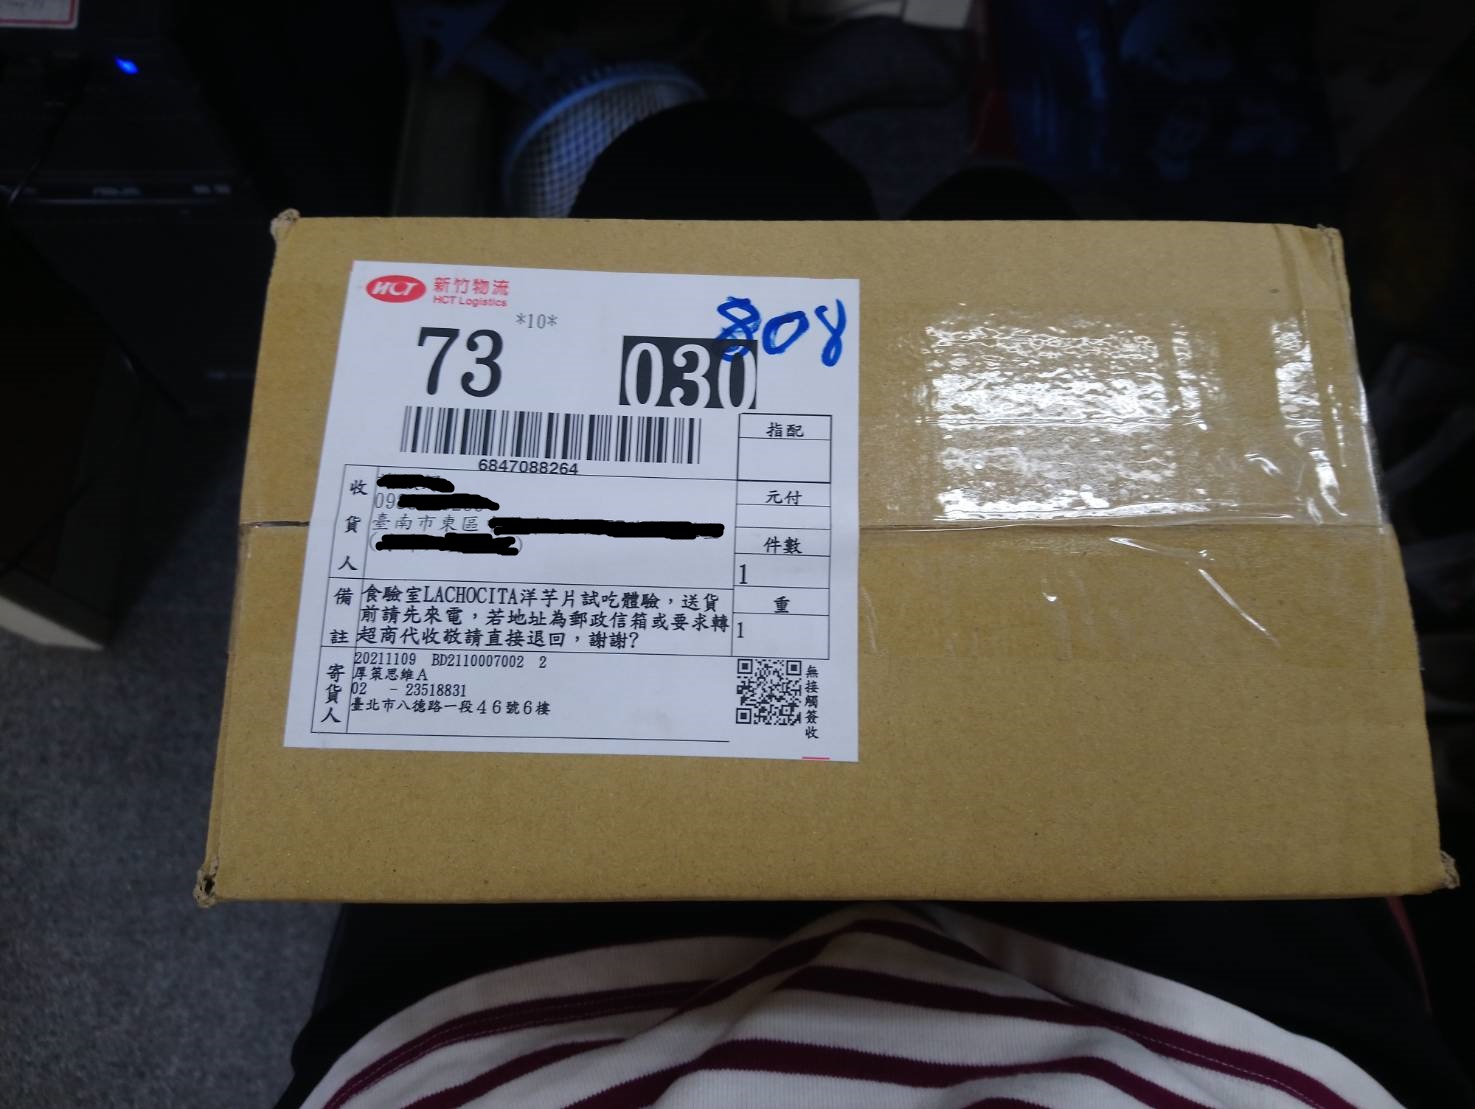 HCT 新竹物流
HCT Logistics
*10*
73
030
808
6847088264
指配
元付
件數
1
重
1
收貨人
09
臺南市東區
備註
食驗室LACHOCITA洋芋片試吃體驗，送貨
前請先來電，若地址為郵政信箱或要求轉
超商代收敬請直接退回，謝謝?
寄貨人
20211109 BD2110007002 2
厚策思維A
02 - 23518831
臺北市八德路一段46號6樓
無接觸簽收